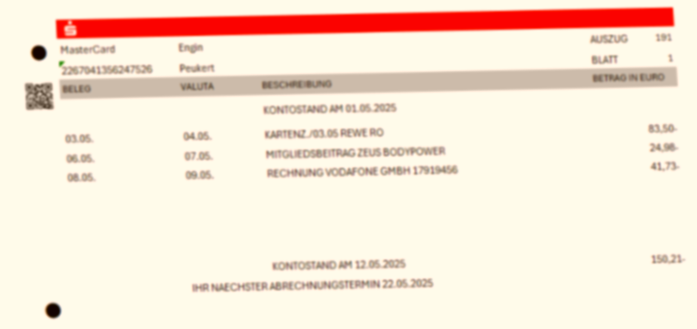 MasterCard Engin AUSZUG 191
2267041356247526 Peukert BLATT 1
BELEG VALUTA BESCHREIBUNG BETRAG IN EURO
KONTOSTAND AM 01.05.2025
03.05. 04.05. KARTENZ./03.05 REWE RO 83,50-
06.05. 07.05. MITGLIEDSBEITRAG ZEUS BODYPOWER 24,98-
08.05. 09.05. RECHNUNG VODAFONE GMBH 17919456 41,73-
KONTOSTAND AM 12.05.2025 150,21-
IHR NAECHSTER ABRECHNUNGSTERMIN 22.05.2025